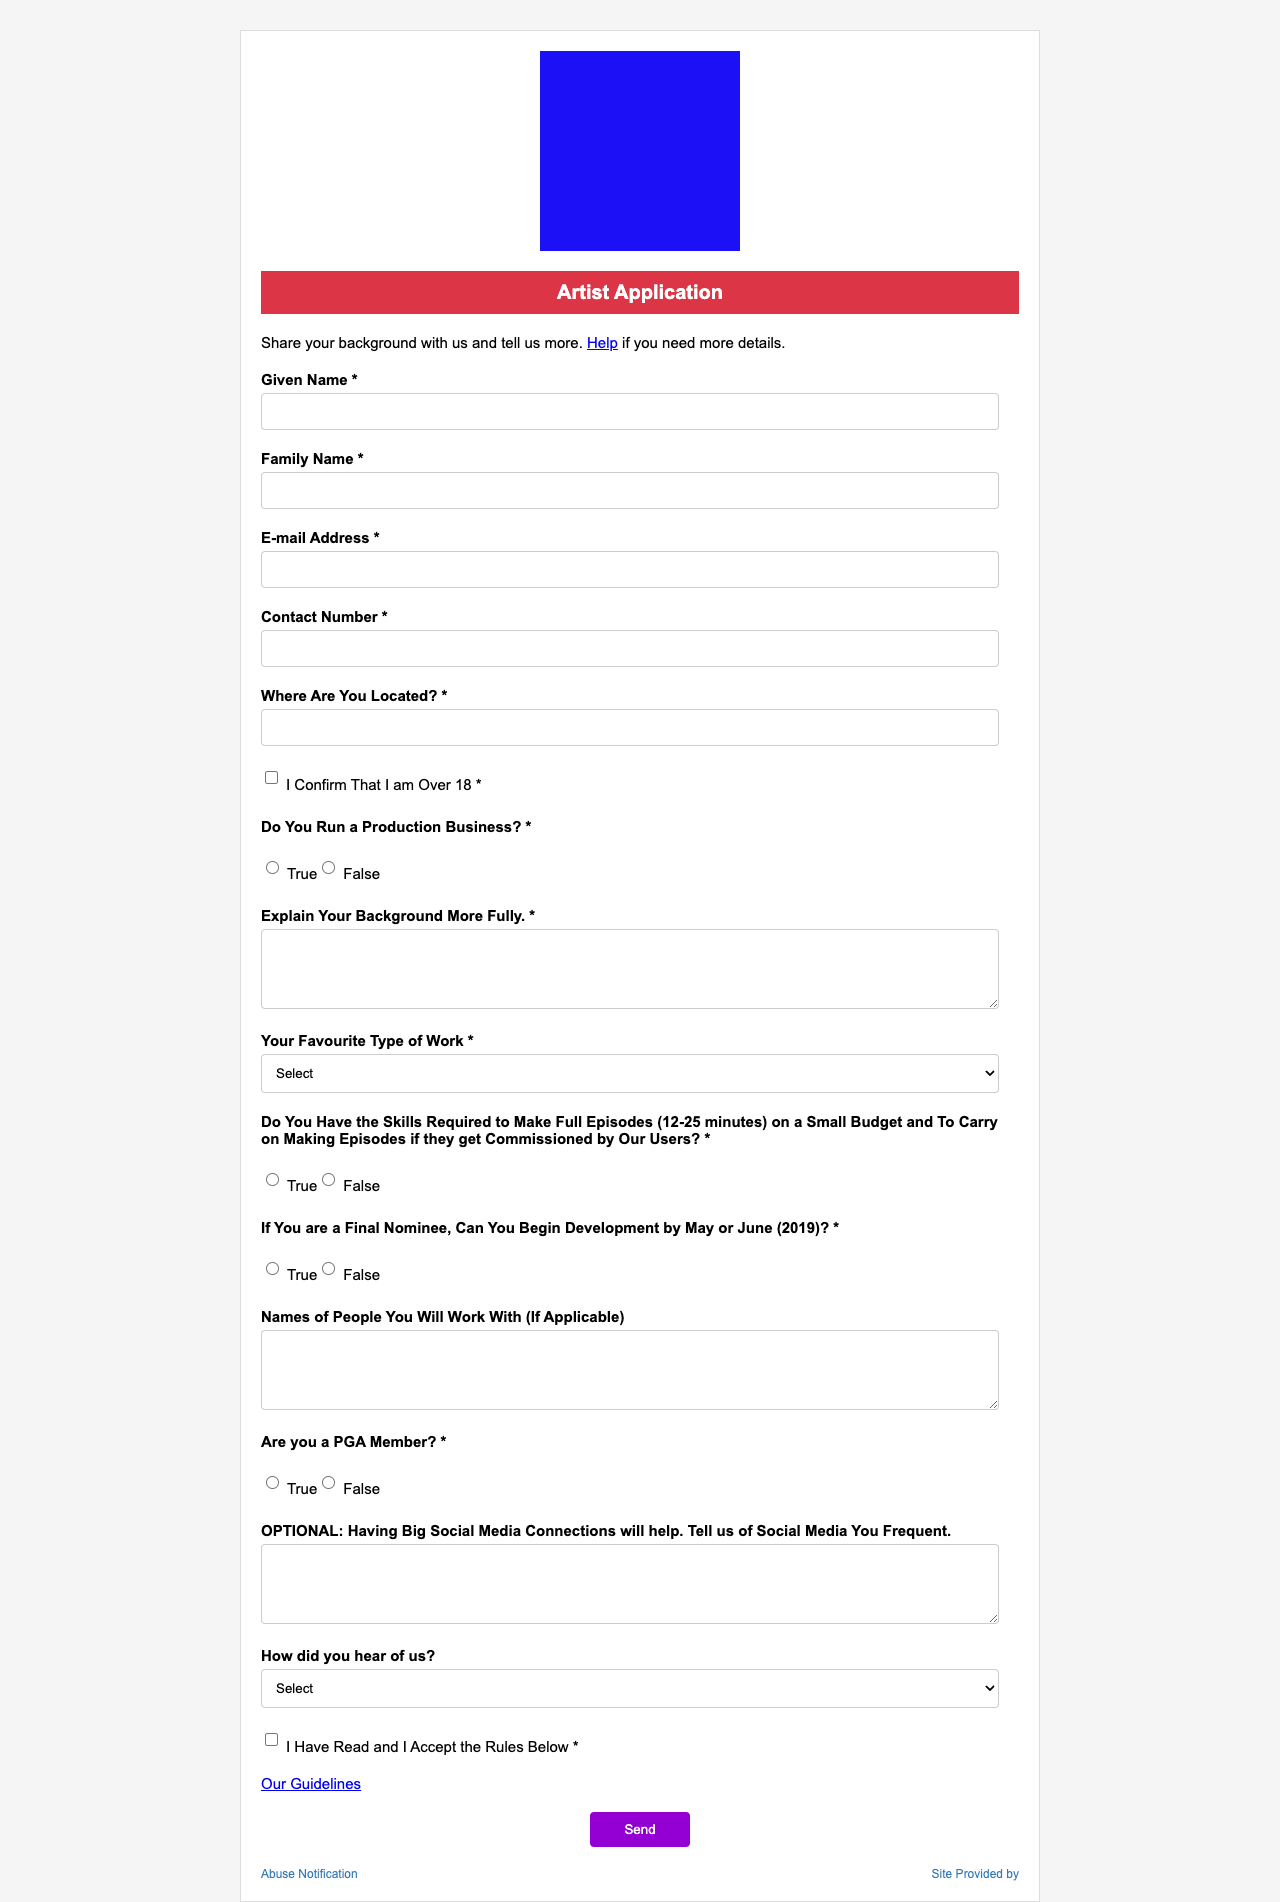 Artist Application
Share your background with us and tell us more. Help if you need more details.
Given Name *
Family Name *
E-mail Address *
Contact Number *
Where Are You Located? *
I Confirm That I am Over 18 *
Do You Run a Production Business? *
True False
Explain Your Background More Fully. *
Your Favourite Type of Work *
Select
Do You Have the Skills Required to Make Full Episodes (12-25 minutes) on a Small Budget and To Carry
on Making Episodes if they get Commissioned by Our Users? *
True False
If You are a Final Nominee, Can You Begin Development by May or June (2019)? *
True False
Names of People You Will Work With (If Applicable)
Are you a PGA Member? *
True False
OPTIONAL: Having Big Social Media Connections will help. Tell us of Social Media You Frequent.
How did you hear of us?
Select
I Have Read and I Accept the Rules Below *
Our Guidelines
Send
Abuse Notification Site Provided by